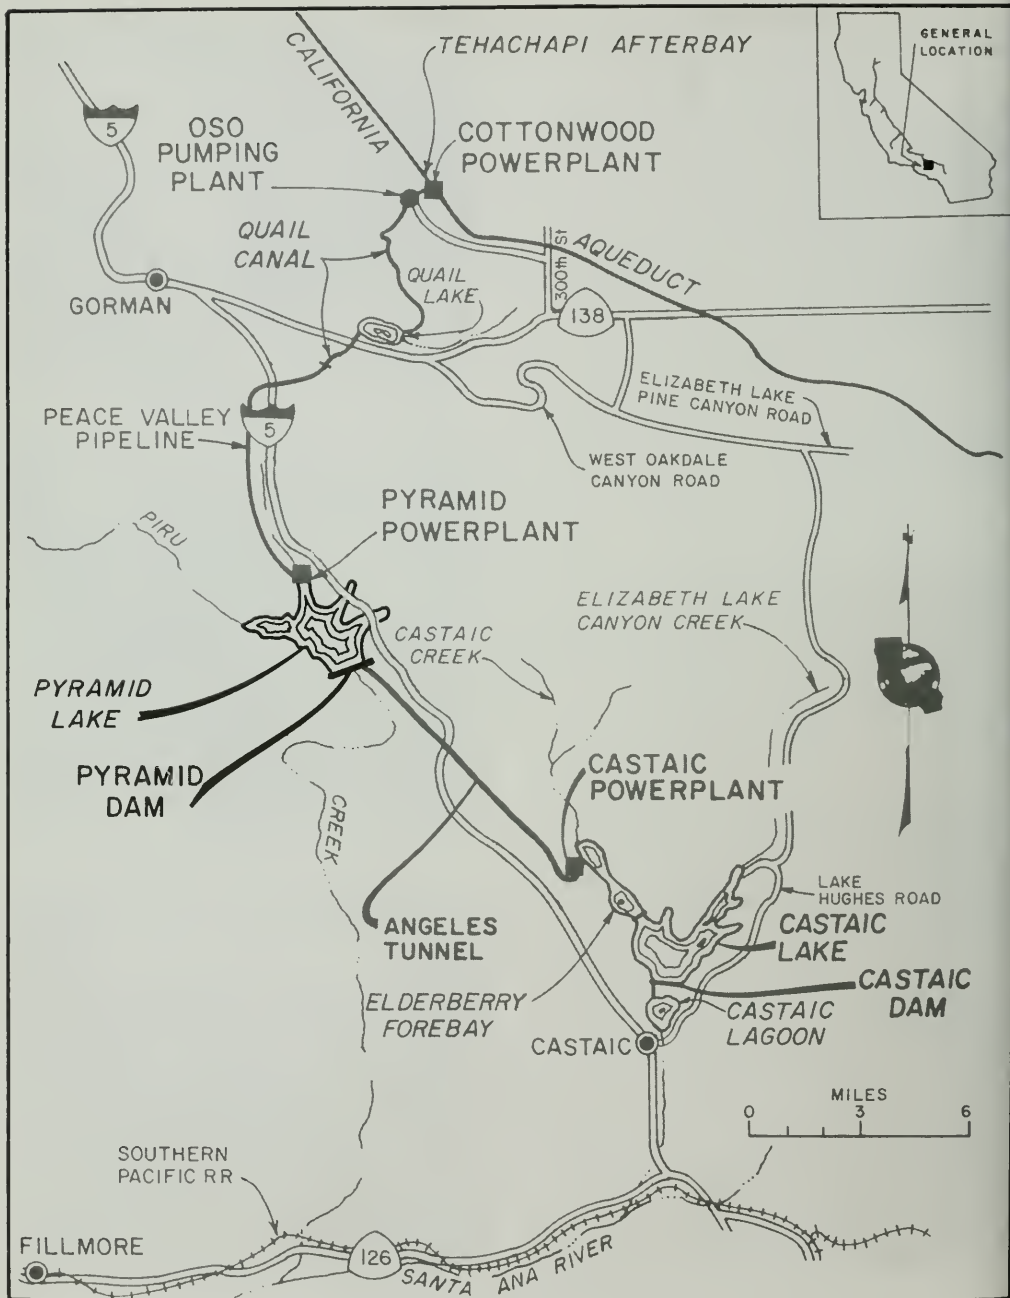 GENERAL
LOCATION
CALIFORNIA
TEHACHAPI AFTERBAY
5
OSO
PUMPING
PLANT
COTTONWOOD
POWERPLANT
QUAIL
CANAL
300th St
AQUEDUCT
QUAIL
LAKE
GORMAN
138
ELIZABETH LAKE
PINE CANYON ROAD
PEACE VALLEY
PIPELINE
5
WEST OAKDALE
CANYON ROAD
PYRAMID
POWERPLANT
PIRU
ELIZABETH LAKE
CANYON CREEK
CASTAIC
CREEK
PYRAMID
LAKE
PYRAMID
DAM
CASTAIC
POWERPLANT
CREEK
LAKE
HUGHES ROAD
ANGELES
TUNNEL
CASTAIC
LAKE
CASTAIC
DAM
ELDERBERRY
FOREBAY
CASTAIC
LAGOON
CASTAIC
MILES
0 3 6
SOUTHERN
PACIFIC RR
FILLMORE
126
SANTA ANA RIVER